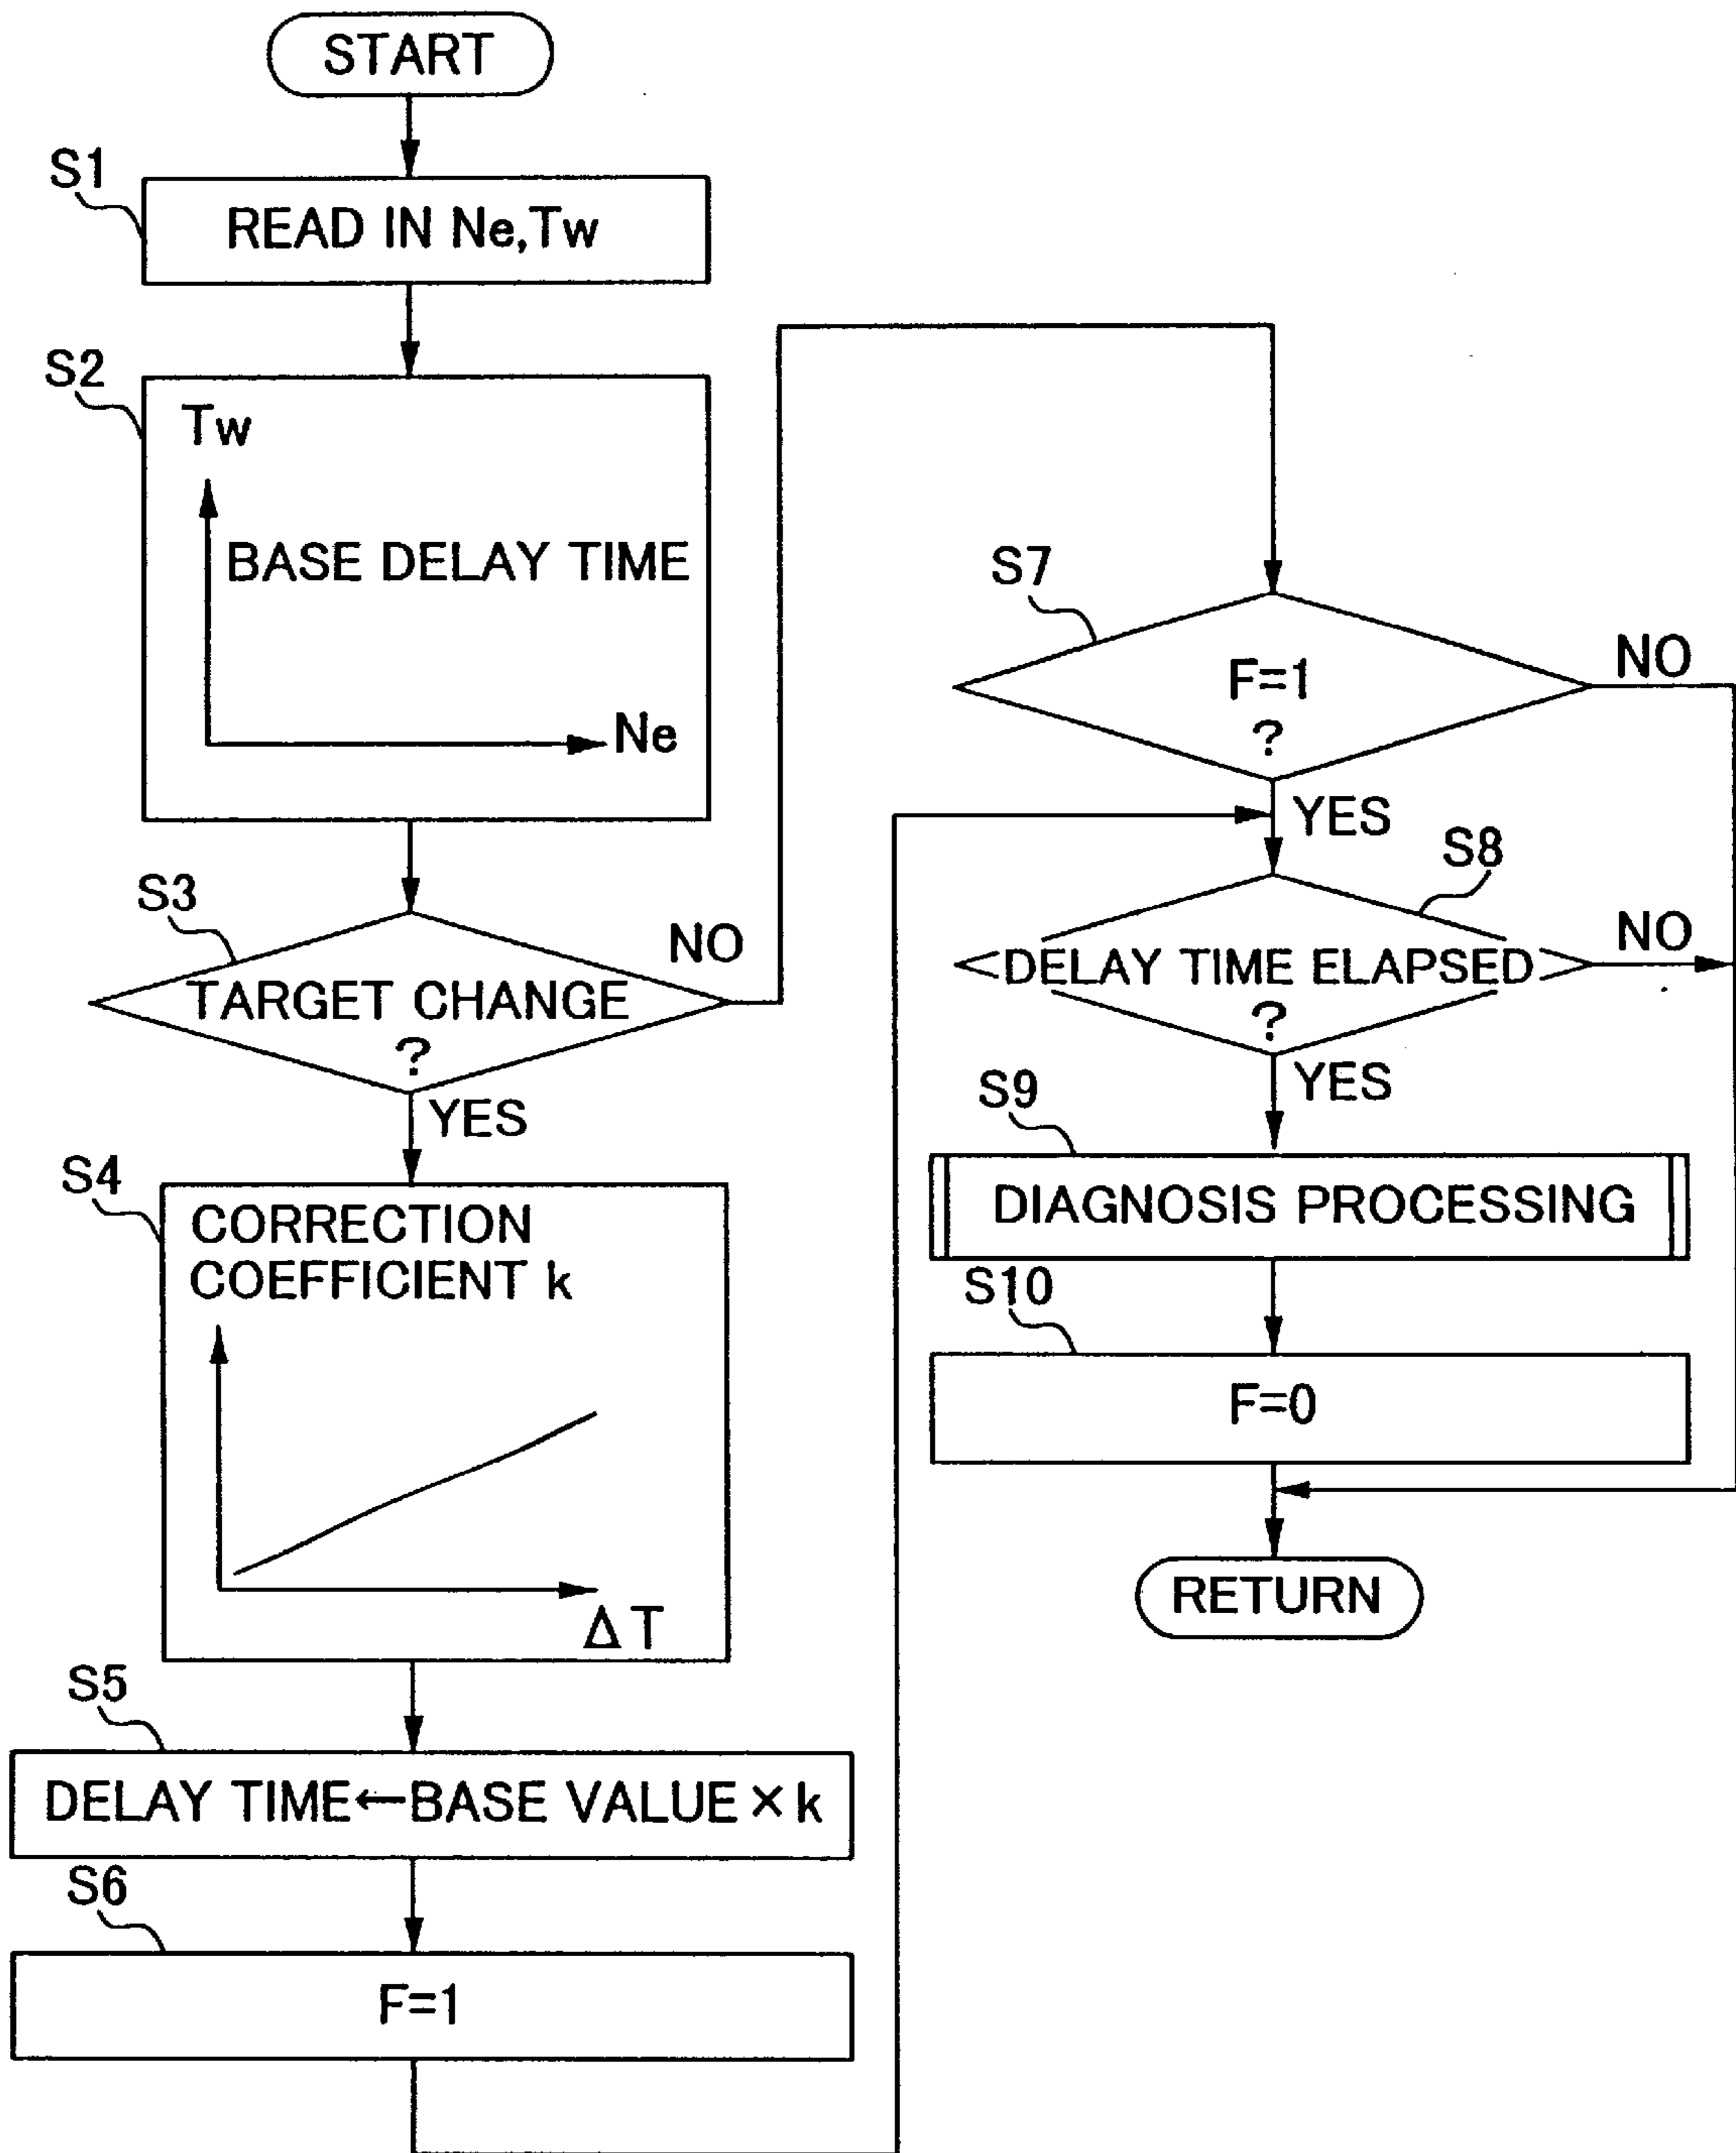 START
S1
READ IN Ne,Tw
S2
Tw
BASE DELAY TIME
Ne
S3
TARGET CHANGE
?
NO
YES
S4
CORRECTION
COEFFICIENT k
ΔT
S5
DELAY TIME←BASE VALUE×k
S6
F=1
S7
F=1
?
NO
YES
S8
DELAY TIME ELAPSED
?
NO
YES
S9
DIAGNOSIS PROCESSING
S10
F=0
RETURN